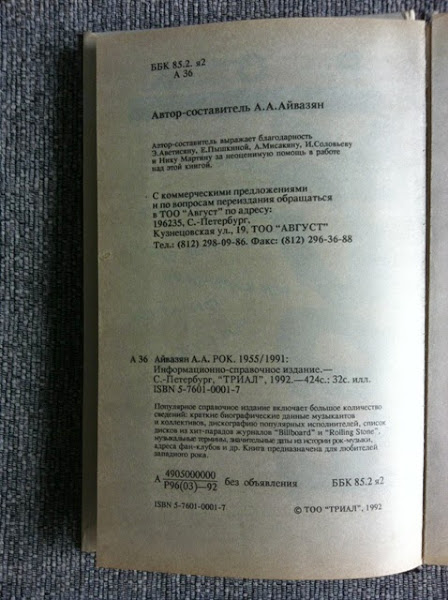 ББК 85.2. я2
А 36
Автор-составитель А.А.Айвазян
Автор-составитель выражает благодарность
Э.Аветисяну, Е.Пышкиной, А.Мисакяну, И.Соловьеву
и Нику Мартину за неоценимую помощь в работе
над этой книгой.
С коммерческими предложениями
и по вопросам переиздания обращаться
в ТОО "Август" по адресу:
196235, С.-Петербург,
Кузнецовская ул., 19, ТОО "АВГУСТ"
Тел.: (812) 298-09-86. Факс: (812) 296-36-88
А 36 Айвазян А.А. РОК. 1955/1991:
Информационно-справочное издание.—
С.-Петербург, "ТРИАЛ", 1992.—424с.: 32с. илл.
ISBN 5-7601-0001-7
Популярное справочное издание включает большое количество
сведений: краткие биографические данные музыкантов
и коллективов, дискографию популярных исполнителей, список
дисков из хит-парадов журналов "Billboard" и "Rolling Stone",
музыкальные термины, значительные даты из истории рок-музыки,
адреса фан-клубов и др. Книга предназначена для любителей
западного рока.
А 4905000000
Р96(03)—92 без объявления ББК 85.2 я2
ISBN 5-7601-0001-7
© ТОО "ТРИАЛ", 1992